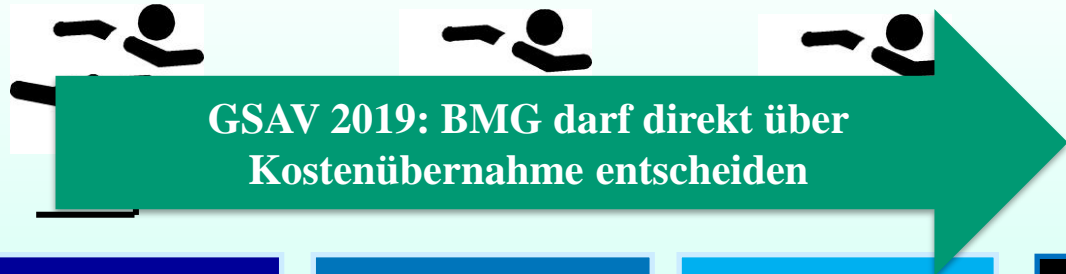 GSAV 2019: BMG darf direkt über
Kostenübernahme entscheiden